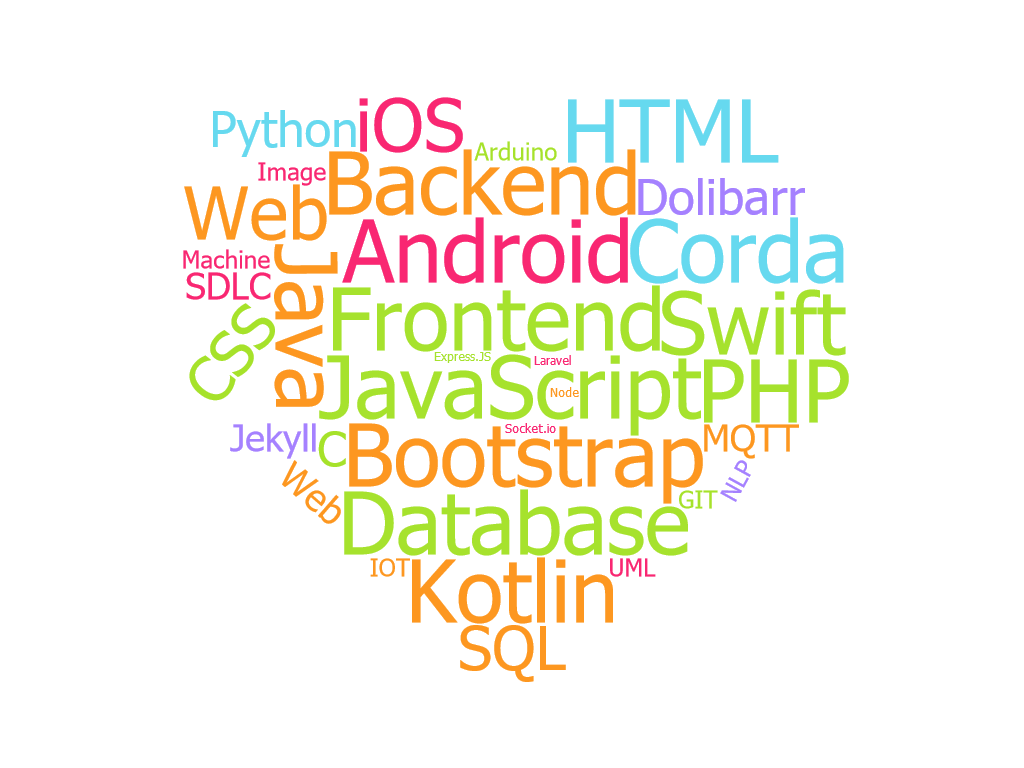 Python
iOS
HTML
Arduino
Image
Backend
Dolibarr
Web
Android
Corda
Machine
SDLC
Java
Frontend
Swift
CSS
Express.JS
Laravel
JavaScript
Node
PHP
Socket.io
Jekyll
C
Bootstrap
MQTT
Web
NLP
GIT
Database
IOT
Kotlin
UML
SQL